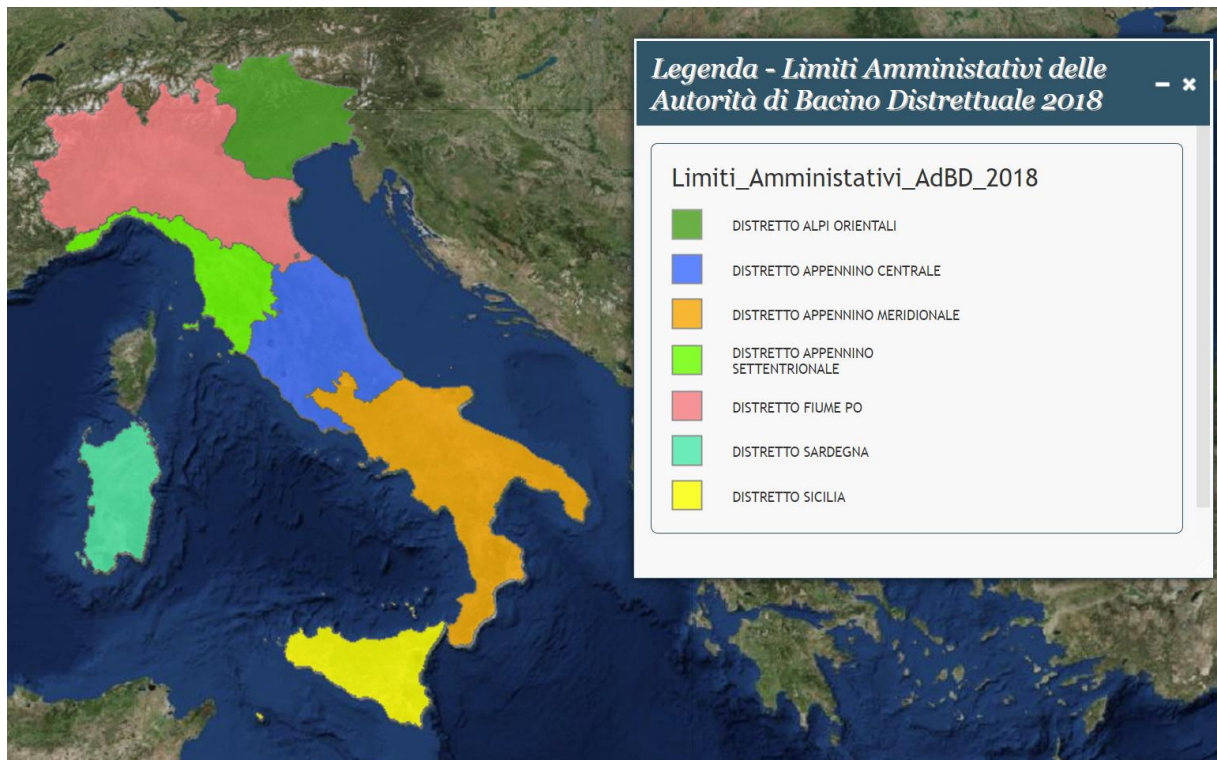 Legenda - Limiti Amministativi delle
Autorità di Bacino Distrettuale 2018
Limiti_Amministativi_AdBD_2018
DISTRETTO ALPI ORIENTALI
DISTRETTO APPENNINO CENTRALE
DISTRETTO APPENNINO MERIDIONALE
DISTRETTO APPENNINO
SETTENTRIONALE
DISTRETTO FIUME PO
DISTRETTO SARDEGNA
DISTRETTO SICILIA